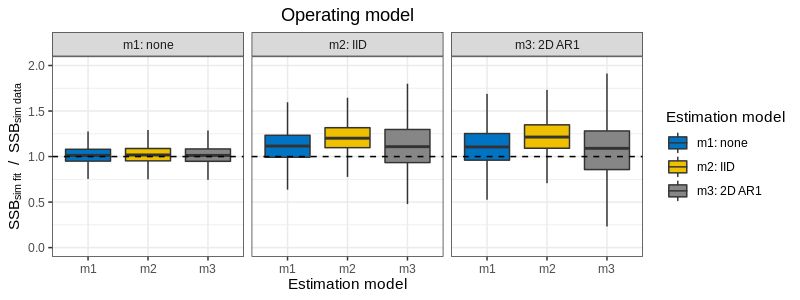 Operating model
m1: none
m2: IID
m3: 2D AR1
SSBsim fit / SSBsim data
2.0
1.5
1.0
0.5
0.0
m1
m2
m3
m1
m2
m3
m1
m2
m3
Estimation model
Estimation model
m1: none
m2: IID
m3: 2D AR1